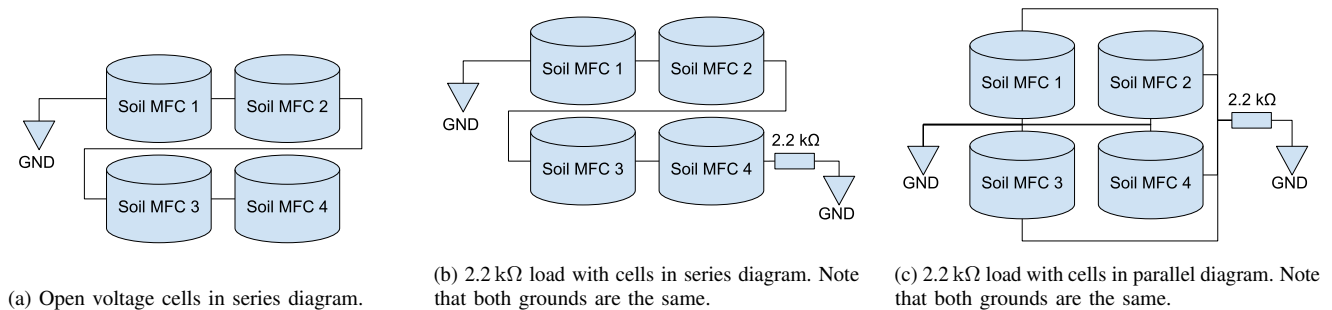 Soil MFC 1
Soil MFC 2
GND
Soil MFC 3
Soil MFC 4
(a) Open voltage cells in series diagram.
Soil MFC 1
Soil MFC 2
GND
Soil MFC 3
Soil MFC 4
2.2 kΩ
GND
(b) 2.2 kΩ load with cells in series diagram. Note
that both grounds are the same.
Soil MFC 1
Soil MFC 2
2.2 kΩ
GND
Soil MFC 3
Soil MFC 4
GND
(c) 2.2 kΩ load with cells in parallel diagram. Note
that both grounds are the same.